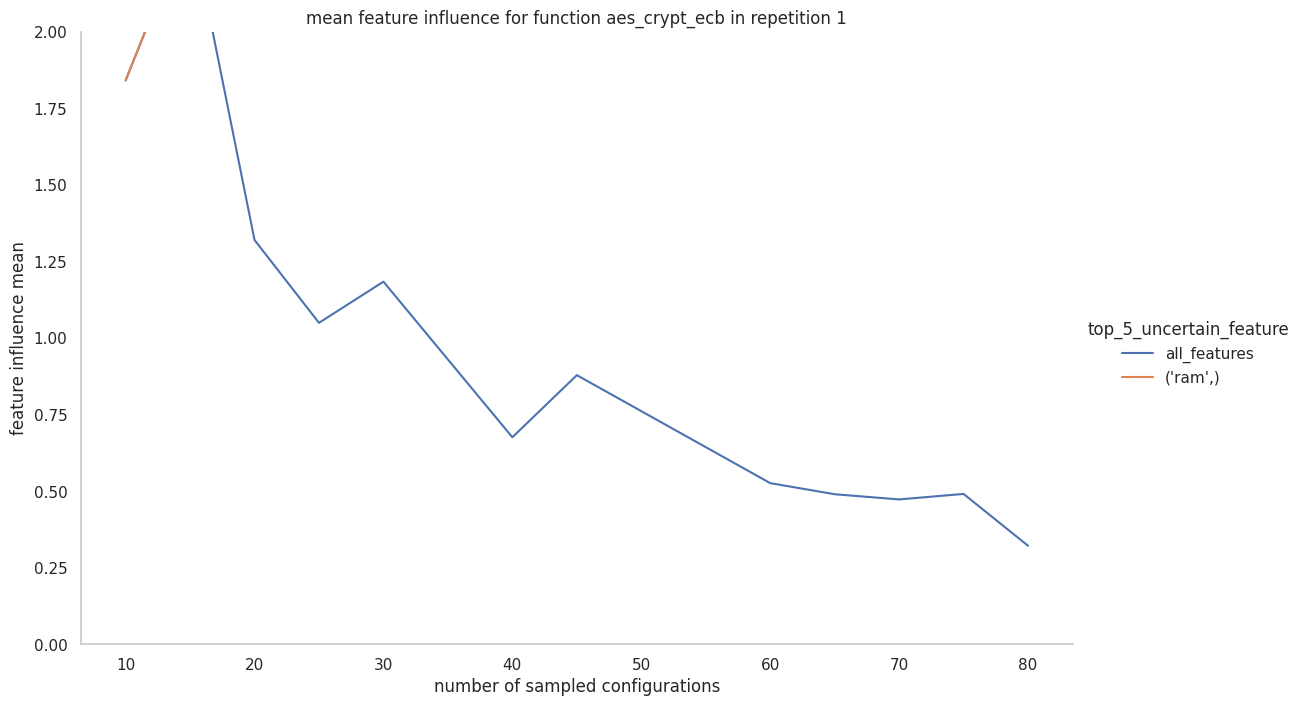 mean feature influence for function aes_crypt_ecb in repetition 1
2.00
1.75
1.50
1.25
1.00
0.75
0.50
0.25
0.00
feature influence mean
10 20 30 40 50 60 70 80
number of sampled configurations
top_5_uncertain_feature
all_features
('ram',)